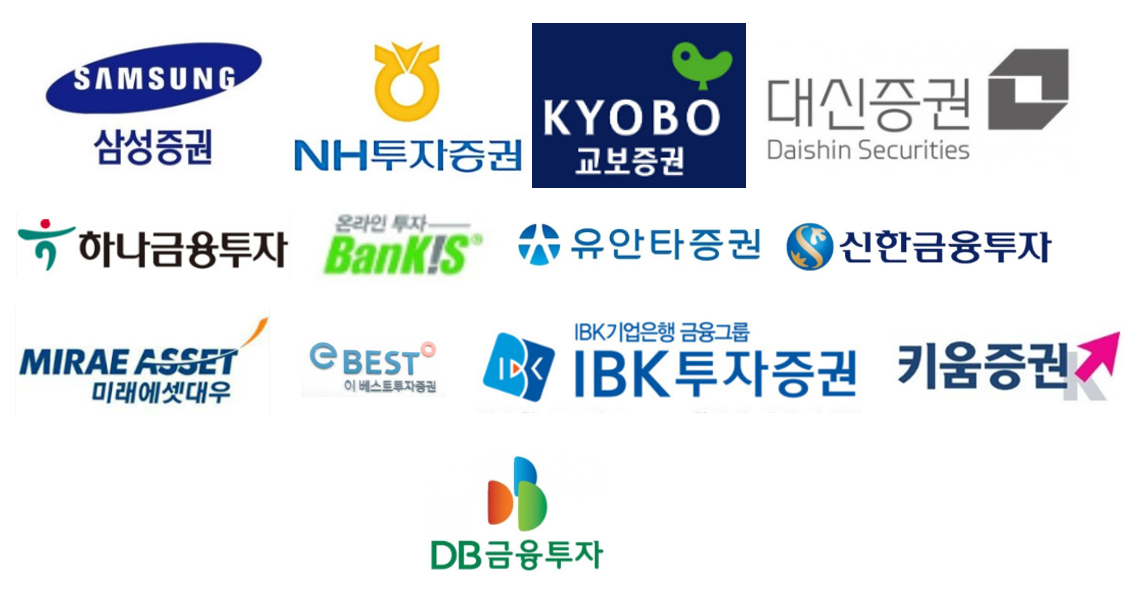 SAMSUNG
삼성증권
NH투자증권
KYOBO
교보증권
대신증권
Daishin Securities
하나금융투자
온라인 투자
BanKIS®
유안타증권
신한금융투자
MIRAE ASSET
미래에셋대우
eBEST
이베스트투자증권
IBK
IBK기업은행 금융그룹
IBK투자증권
키움증권
K
DB금융투자